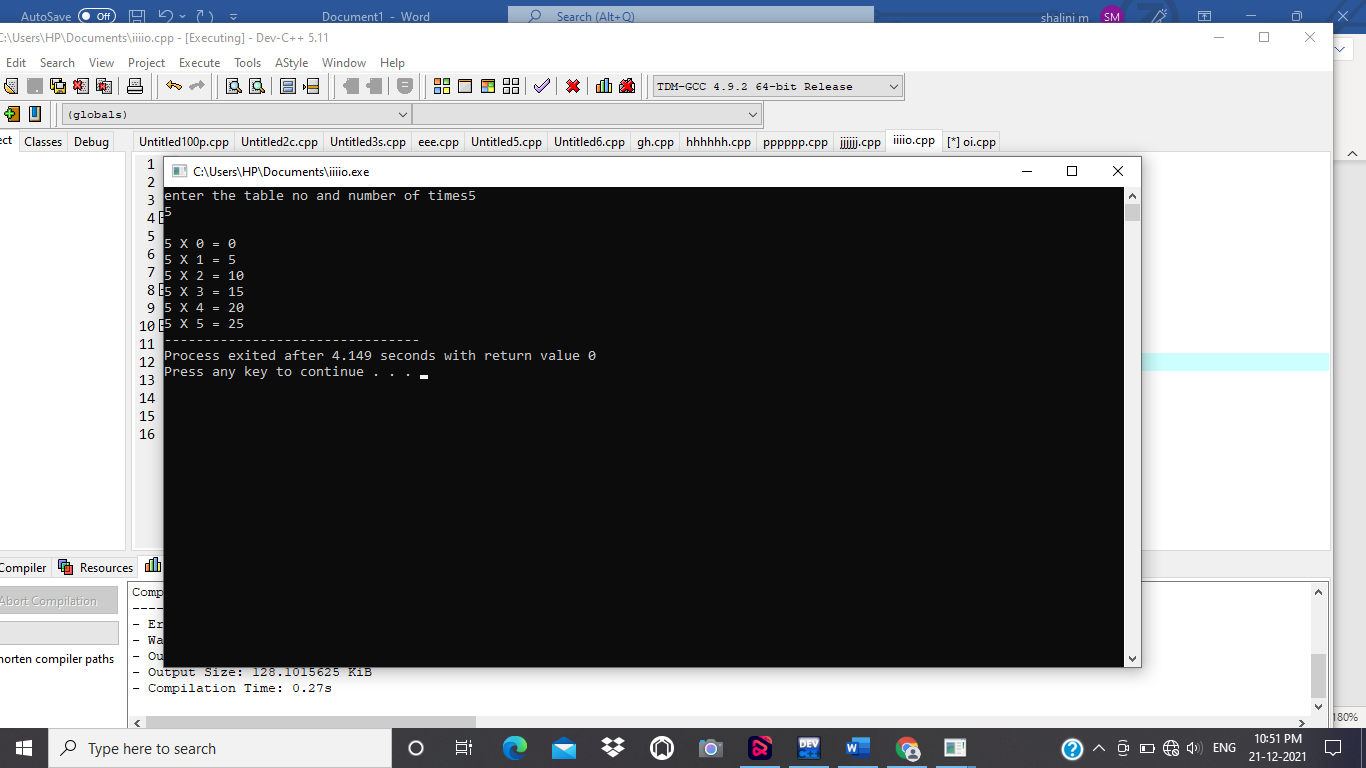 AutoSave Off Document1 - Word Search (Alt+Q) shalini m SM
C:\Users\HP\Documents\iiiio.cpp - [Executing] - Dev-C++ 5.11
Edit Search View Project Execute Tools AStyle Window Help
TDM-GCC 4.9.2 64-bit Release
(globals)
Classes Debug Untitled100p.cpp Untitled2c.cpp Untitled3s.cpp eee.cpp Untitled5.cpp Untitled6.cpp gh.cpp hhhhhh.cpp pppppp.cpp jjjjjj.cpp iiiio.cpp [*] oi.cpp
1
2
3
4
5
6
7
8
9
10
11
12
13
14
15
16
C:\Users\HP\Documents\iiiio.exe
enter the table no and number of times5
5
5 X 0 = 0
5 X 1 = 5
5 X 2 = 10
5 X 3 = 15
5 X 4 = 20
5 X 5 = 25
--------------------------------
Process exited after 4.149 seconds with return value 0
Press any key to continue . . .
Compiler Resources
Abort Compilation
horten compiler paths
Comp
----
- Er
- Wa
- Ou
- Output Size: 128.1015625 KiB
- Compilation Time: 0.27s
180%
Type here to search
DEV
ENG
10:51 PM
21-12-2021